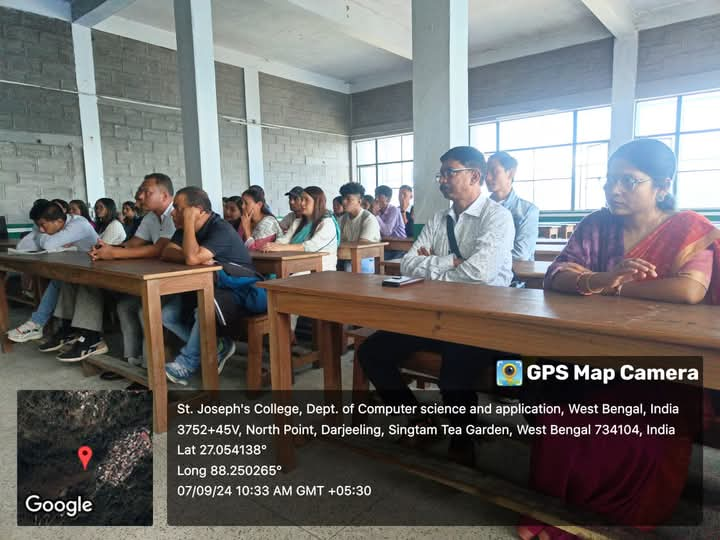 GPS Map Camera
St. Joseph's College, Dept. of Computer science and application, West Bengal, India
3752+45V, North Point, Darjeeling, Singtam Tea Garden, West Bengal 734104, India
Lat 27.054138°
Long 88.250265°
07/09/24 10:33 AM GMT +05:30
Google